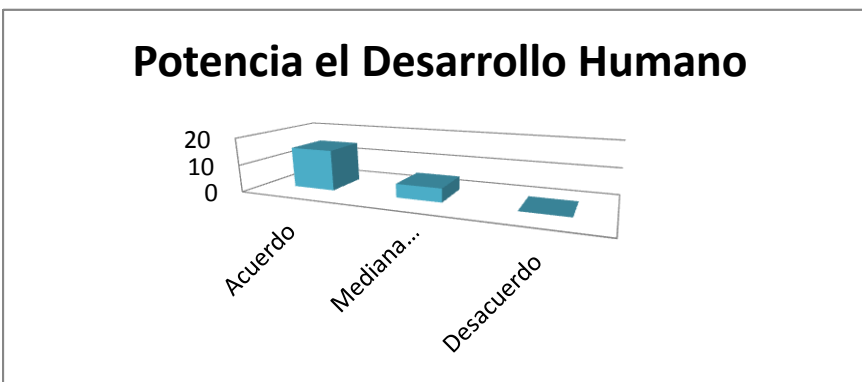 Potencia el Desarrollo Humano
20
10
0
Acuerdo
Mediana...
Desacuerdo